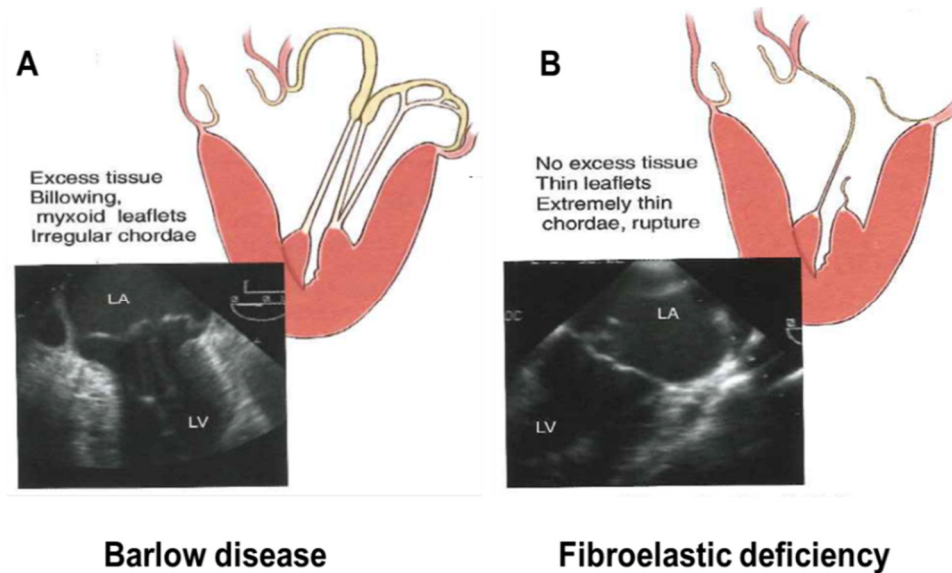 A
Excess tissue
Billowing,
myxoid leaflets
Irregular chordae
LA
LV
Barlow disease
B
No excess tissue
Thin leaflets
Extremely thin
chordae, rupture
LA
LV
Fibroelastic deficiency